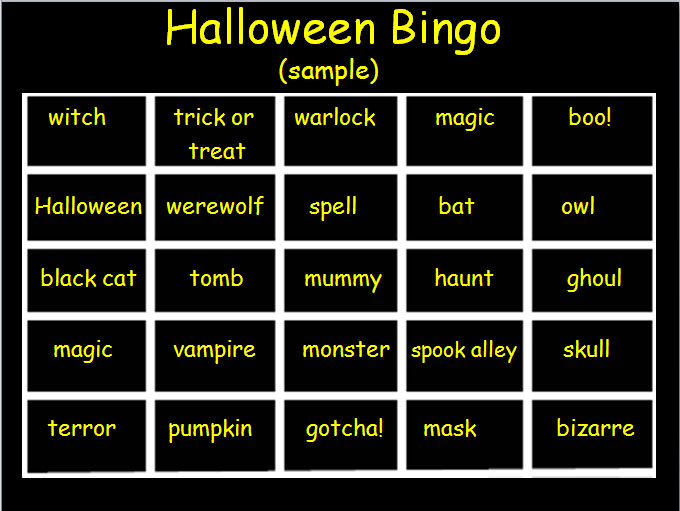 Halloween Bingo
(sample)
witch trick or treat warlock magic boo!
Halloween werewolf spell bat owl
black cat tomb mummy haunt ghoul
magic vampire monster spook alley skull
terror pumpkin gotcha! mask bizarre